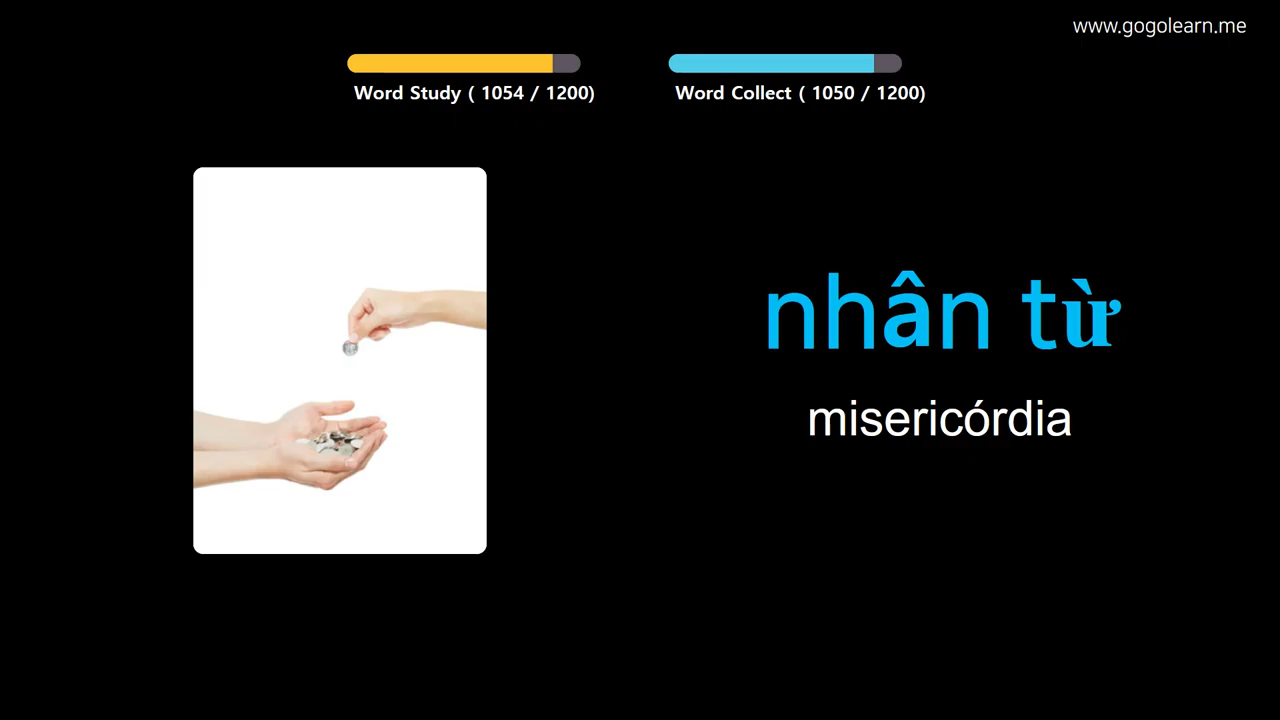 www.gogolearn.me
Word Study ( 1054 / 1200)
Word Collect ( 1050 / 1200)
nhân từ
misericórdia